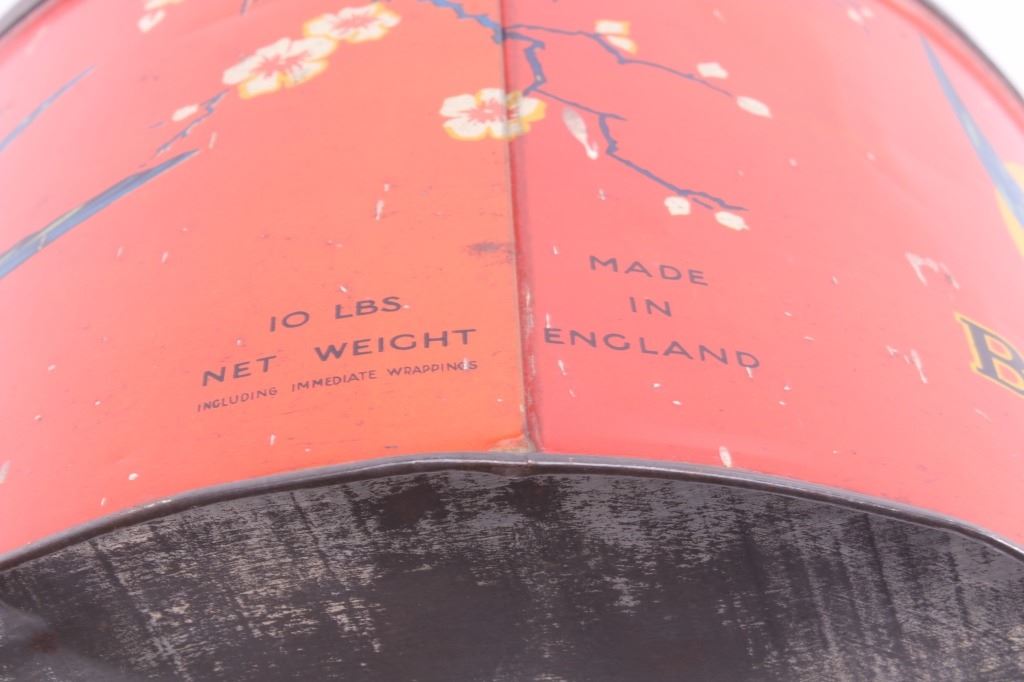 10 LBS.
NET WEIGHT
INCLUDING IMMEDIATE WRAPPINGS
MADE
IN
ENGLAND
B